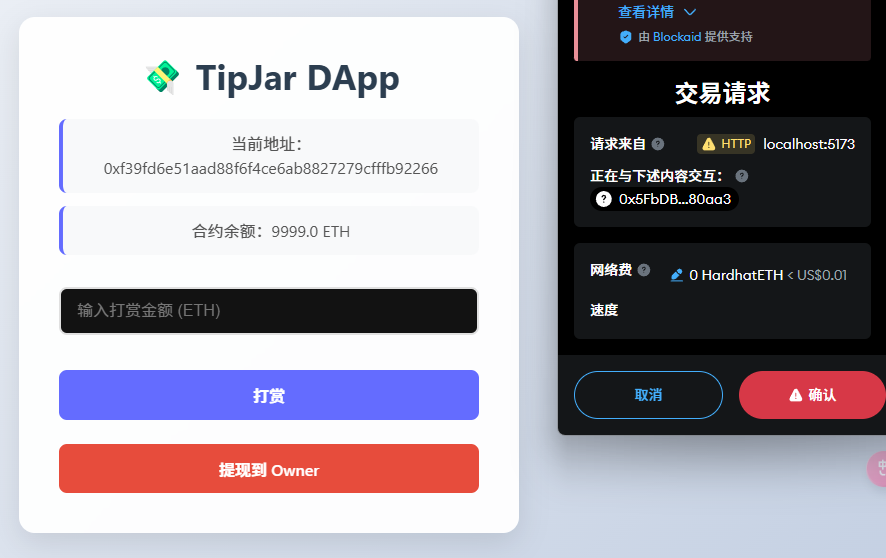 💸 TipJar DApp
当前地址：
0xf39fd6e51aad88f6f4ce6ab8827279cfffb92266
合约余额：9999.0 ETH
输入打赏金额 (ETH)
打赏
提现到 Owner
查看详情
由 Blockaid 提供支持
交易请求
请求来自 HTTP localhost:5173
正在与下述内容交互：
0x5FbDB...80aa3
网络费 0 HardhatETH < US$0.01
速度
取消
确认